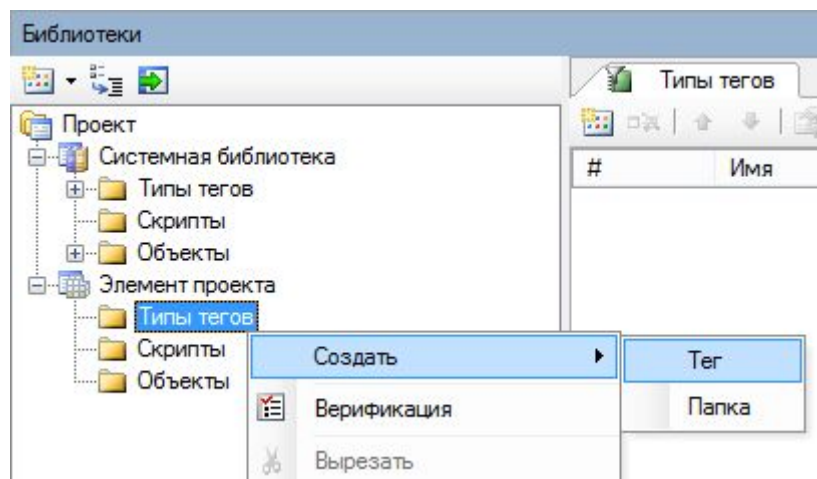 Библиотеки
Типы тегов
Проект
Системная библиотека
# Имя
Типы тегов
Скрипты
Объекты
Элемент проекта
Типы тегов
Скрипты
Создать
Тег
Объекты
Верификация
Папка
Вырезать